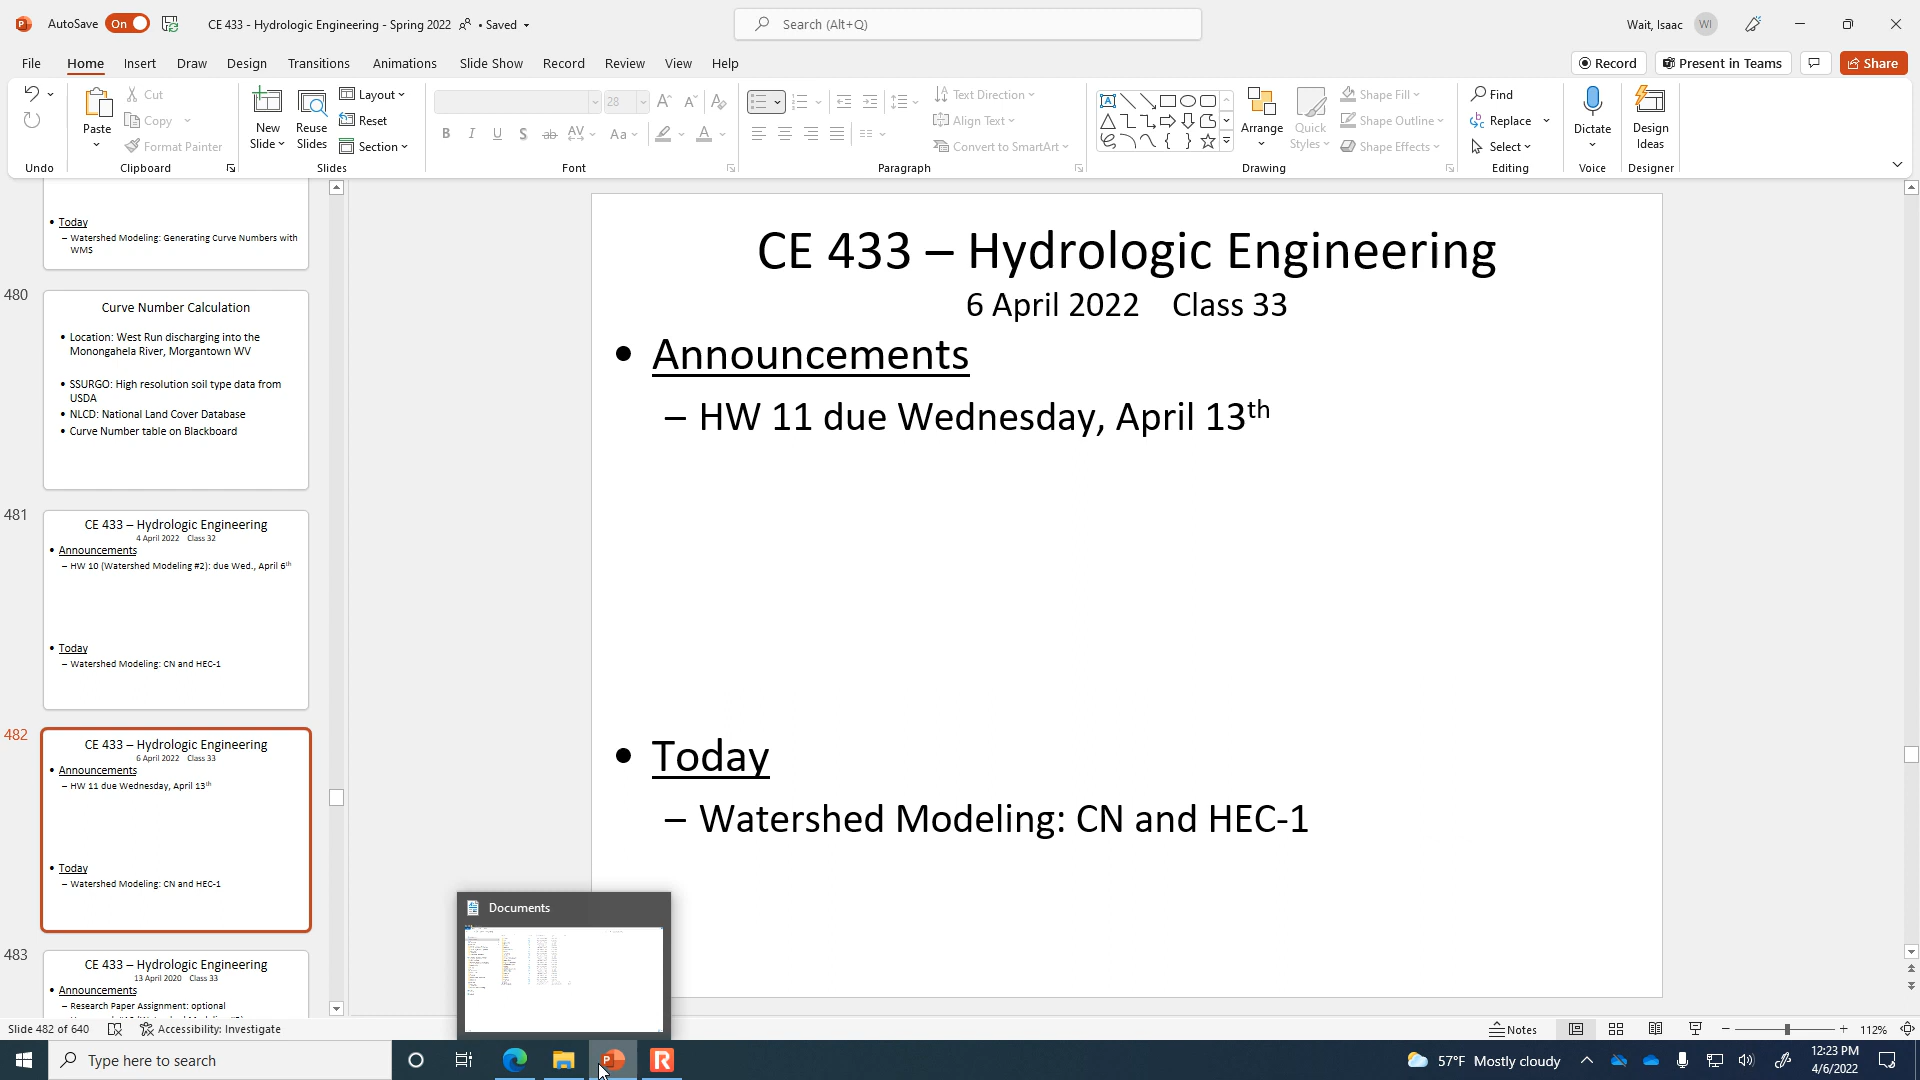 AutoSave On CE 433 - Hydrologic Engineering - Spring 2022 • Saved Search (Alt+Q) Wait, Isaac WI
File Home Insert Draw Design Transitions Animations Slide Show Record Review View Help Record Present in Teams Share
Undo
Paste Cut Copy Format Painter
Clipboard
New Slide Reuse Slides Layout Reset Section
Slides
28
B I U S ab AV Aa A
Font
Text Direction Align Text Convert to SmartArt
Paragraph
Arrange Quick Styles Shape Fill Shape Outline Shape Effects
Drawing
Find Replace Select
Editing
Dictate
Voice
Design Ideas
Designer
• Today
– Watershed Modeling: Generating Curve Numbers with
WMS
480
Curve Number Calculation
• Location: West Run discharging into the
Monongahela River, Morgantown WV
• SSURGO: High resolution soil type data from
USDA
• NLCD: National Land Cover Database
• Curve Number table on Blackboard
481
CE 433 – Hydrologic Engineering
4 April 2022 Class 32
• Announcements
– HW 10 (Watershed Modeling #2): due Wed., April 6th
• Today
– Watershed Modeling: CN and HEC-1
482
CE 433 – Hydrologic Engineering
6 April 2022 Class 33
• Announcements
– HW 11 due Wednesday, April 13th
• Today
– Watershed Modeling: CN and HEC-1
483
CE 433 – Hydrologic Engineering
13 April 2020 Class 33
• Announcements
– Research Paper Assignment: optional
CE 433 – Hydrologic Engineering
6 April 2022 Class 33
• Announcements
– HW 11 due Wednesday, April 13th
• Today
– Watershed Modeling: CN and HEC-1
Documents
Slide 482 of 640 Accessibility: Investigate Notes 112%
Type here to search 57°F Mostly cloudy 12:23 PM
4/6/2022